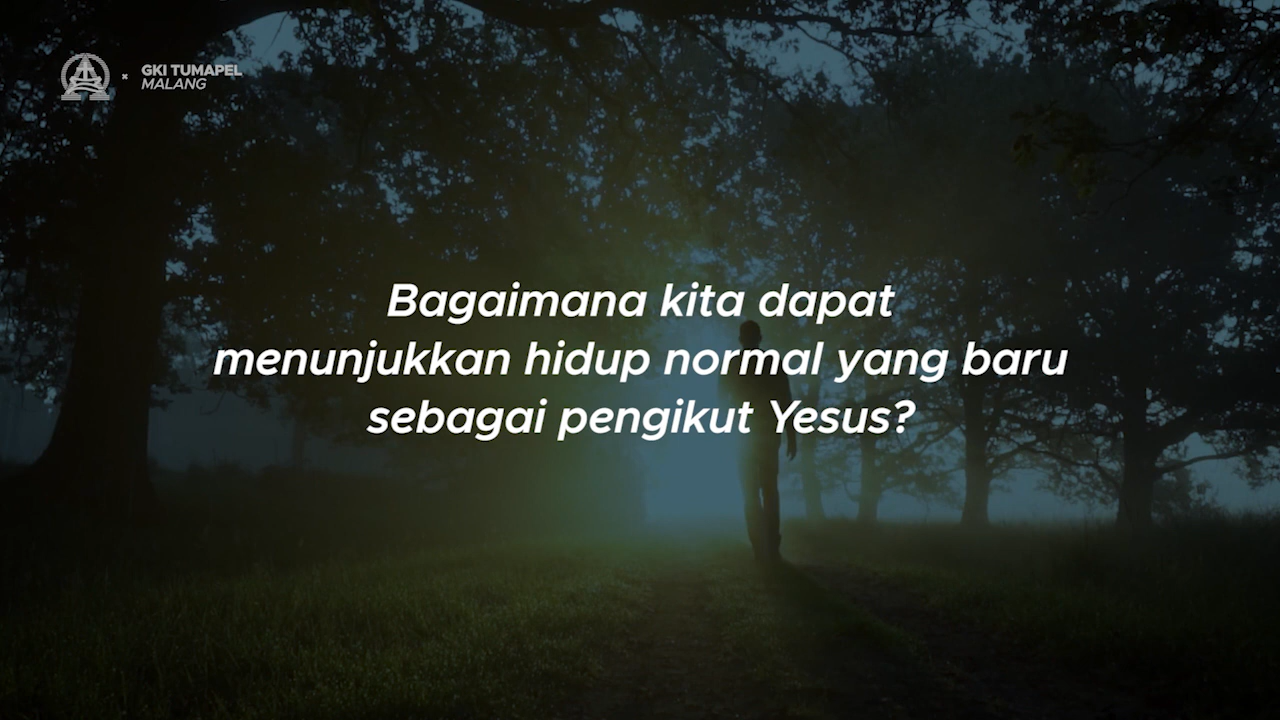 GKI TUMAPEL
MALANG
Bagaimana kita dapat
menunjukkan hidup normal yang baru
sebagai pengikut Yesus?